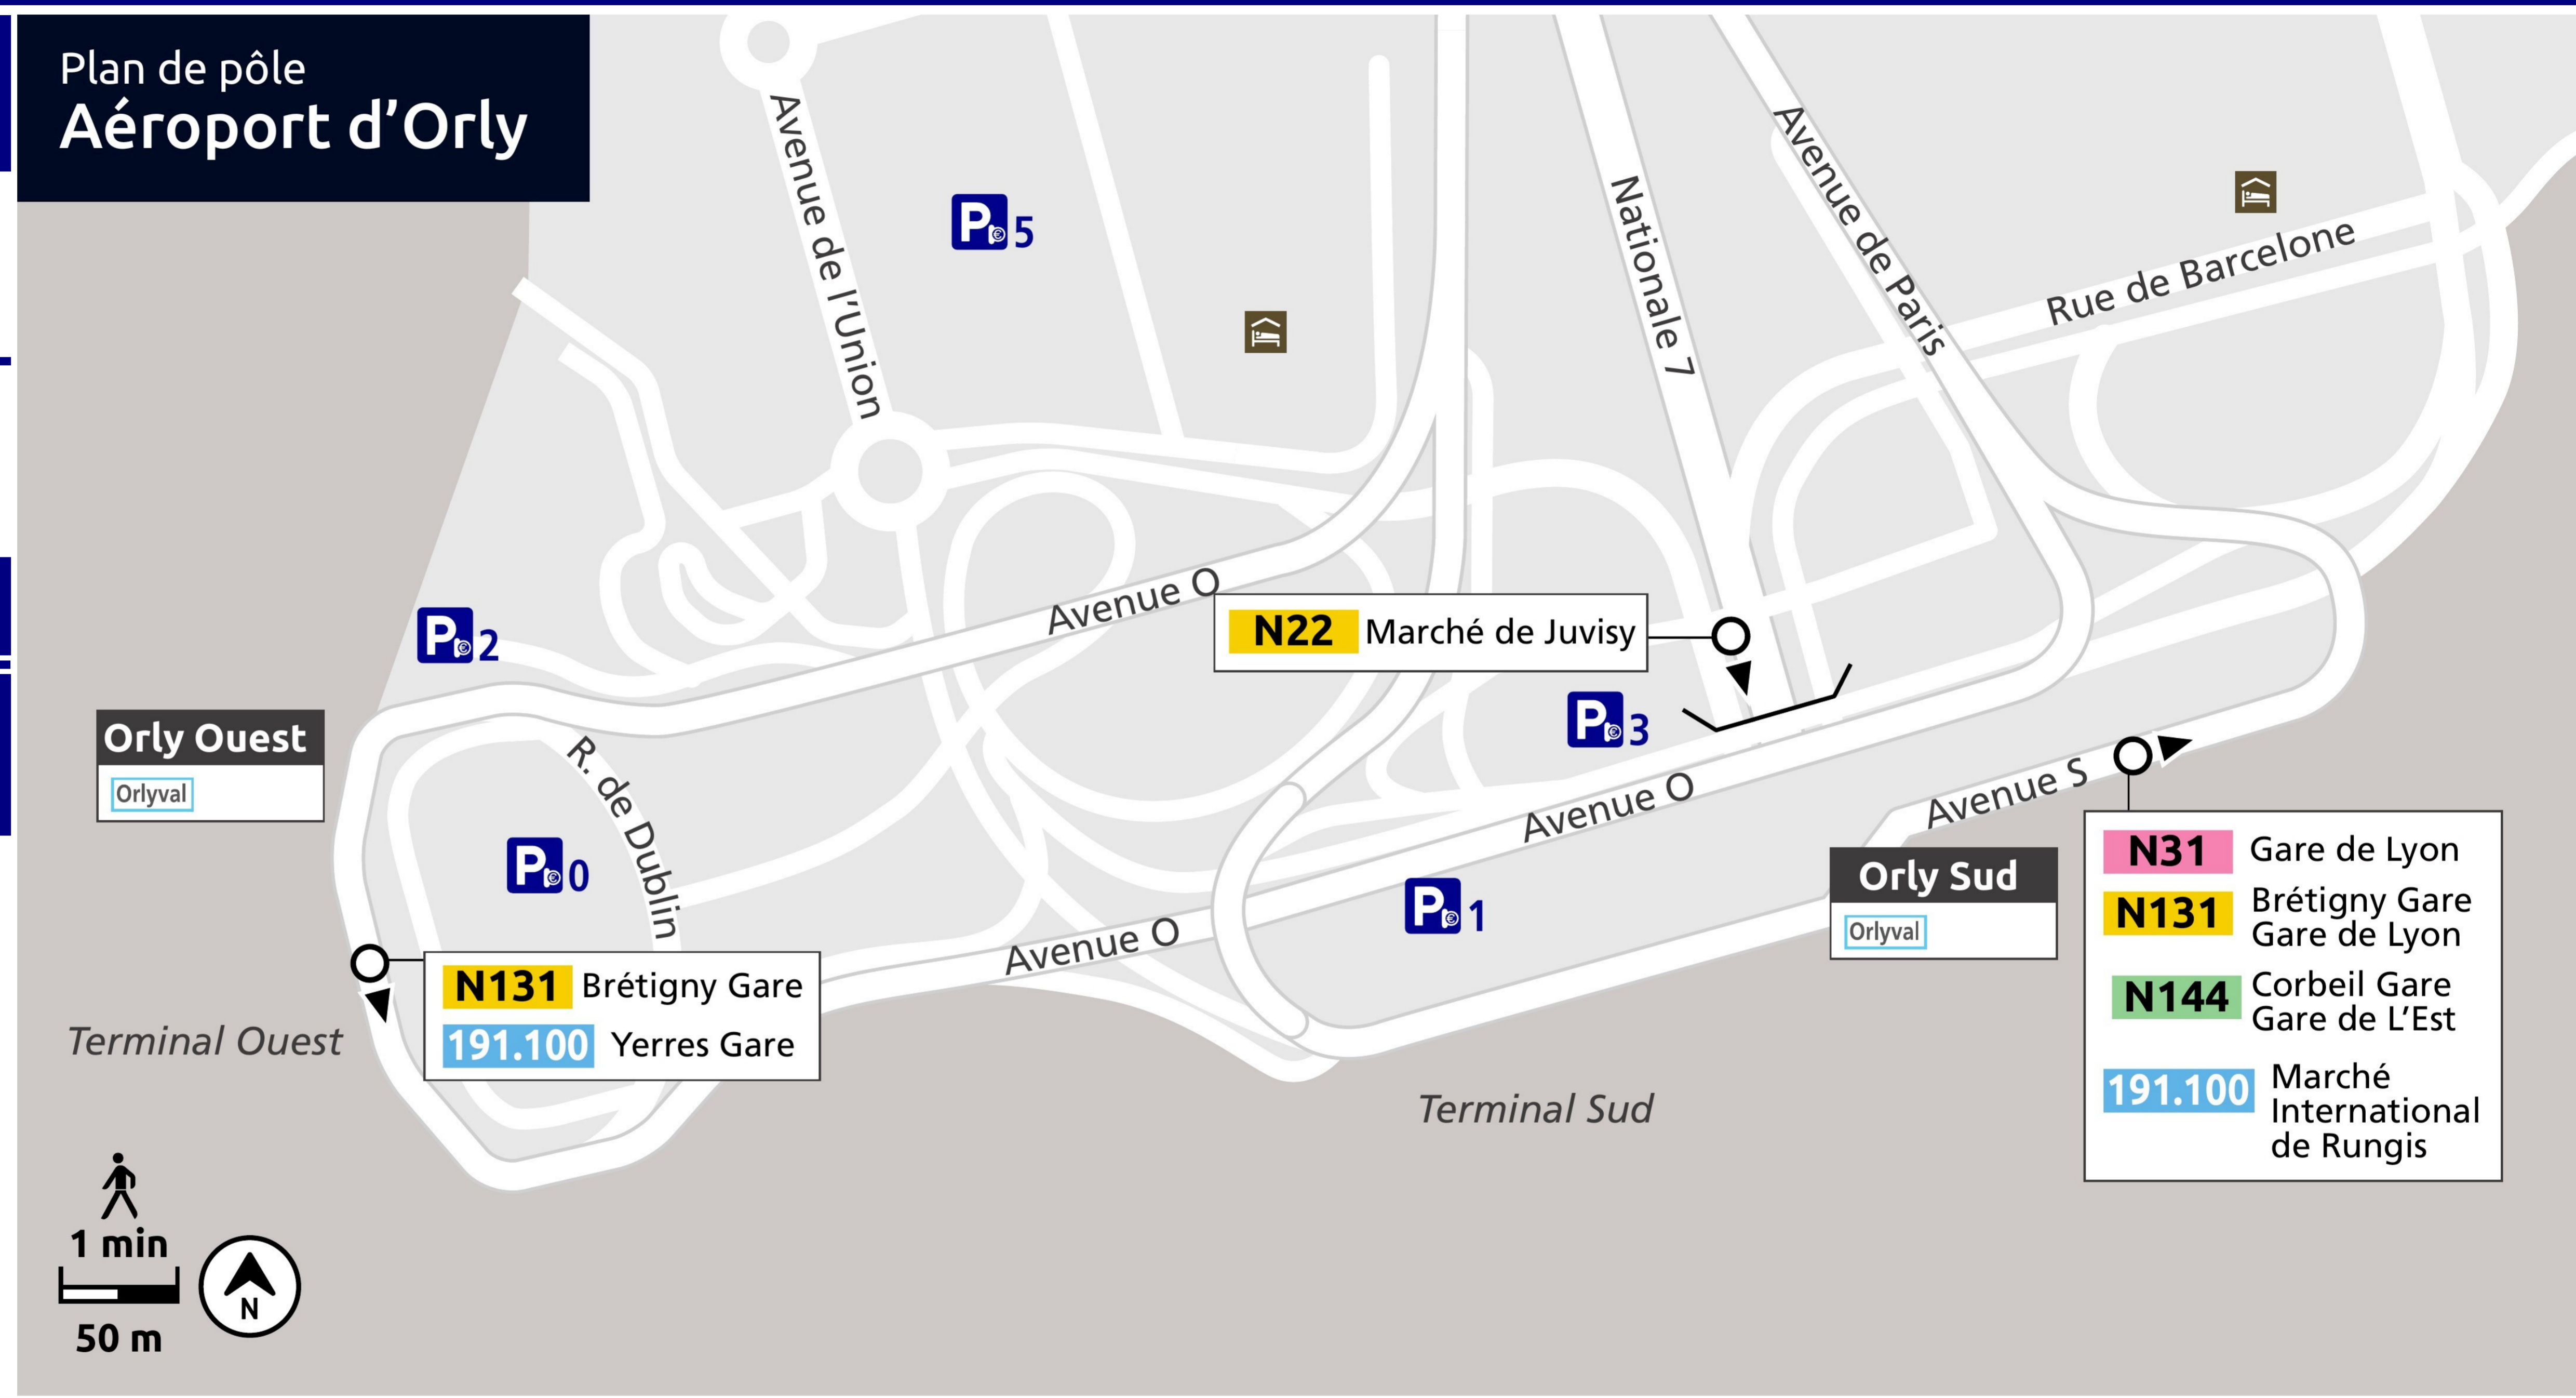 Plan de pôle
Aéroport d'Orly
Avenue de l'Union
P 5
Nationale 7
Avenue de Paris
Rue de Barcelone
Avenue O
N22 Marché de Juvisy
P 2
P 3
Orly Ouest
Orlyval
R. de Dublin
P 0
Avenue O
Avenue S
P 1
Orly Sud
Orlyval
Avenue O
N131 Brétigny Gare
191.100 Yerres Gare
Terminal Ouest
Terminal Sud
N31 Gare de Lyon
N131 Brétigny Gare
Gare de Lyon
N144 Corbeil Gare
Gare de L'Est
191.100 Marché
International
de Rungis
1 min
50 m
N